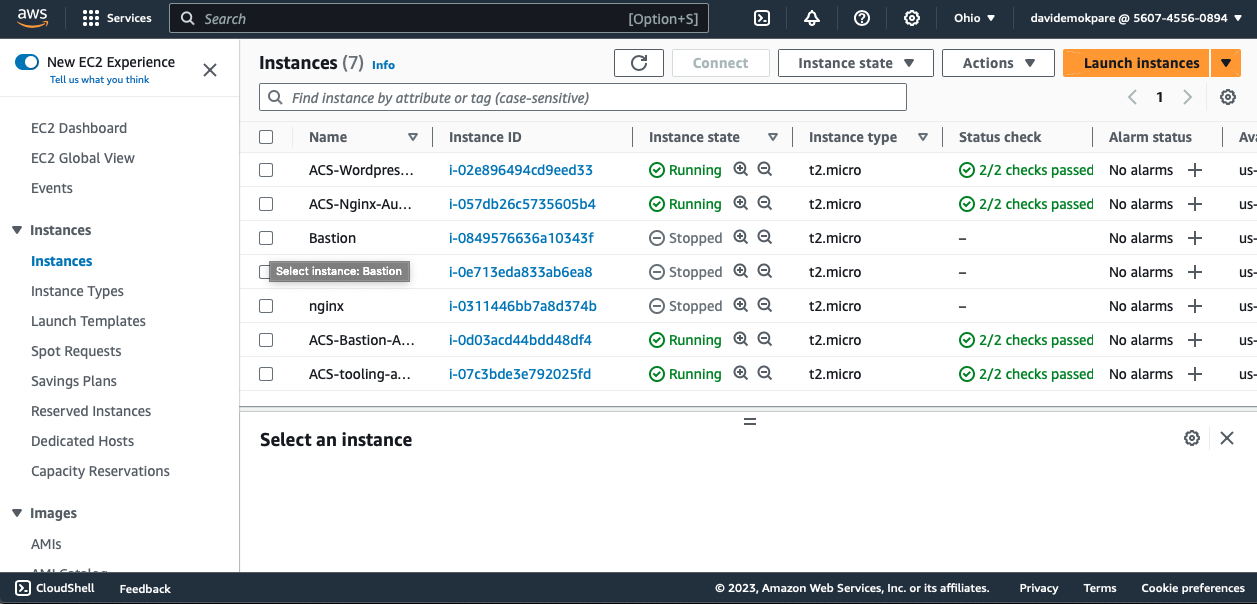 aws
Services
Search
[Option+S]
Ohio
davidemokpare @ 5607-4556-0894
New EC2 Experience
Tell us what you think
EC2 Dashboard
EC2 Global View
Events
Instances
Instances
Instance Types
Launch Templates
Spot Requests
Savings Plans
Reserved Instances
Dedicated Hosts
Capacity Reservations
Images
AMIs
AMI Catalog
Instances (7) Info
Connect
Instance state
Actions
Launch instances
Find instance by attribute or tag (case-sensitive)
1
Name Instance ID Instance state Instance type Status check Alarm status Ava
ACS-Wordpres... i-02e896494cd9eed33 Running t2.micro 2/2 checks passed No alarms + us-
ACS-Nginx-Au... i-057db26c5735605b4 Running t2.micro 2/2 checks passed No alarms + us-
Bastion i-0849576636a10343f Stopped t2.micro – No alarms + us-
Select instance: Bastion i-0e713eda833ab6ea8 Stopped t2.micro – No alarms + us-
nginx i-0311446bb7a8d374b Stopped t2.micro – No alarms + us-
ACS-Bastion-A... i-0d03acd44bdd48df4 Running t2.micro 2/2 checks passed No alarms + us-
ACS-tooling-a... i-07c3bde3e792025fd Running t2.micro 2/2 checks passed No alarms + us-
Select an instance
CloudShell
Feedback
© 2023, Amazon Web Services, Inc. or its affiliates.
Privacy
Terms
Cookie preferences